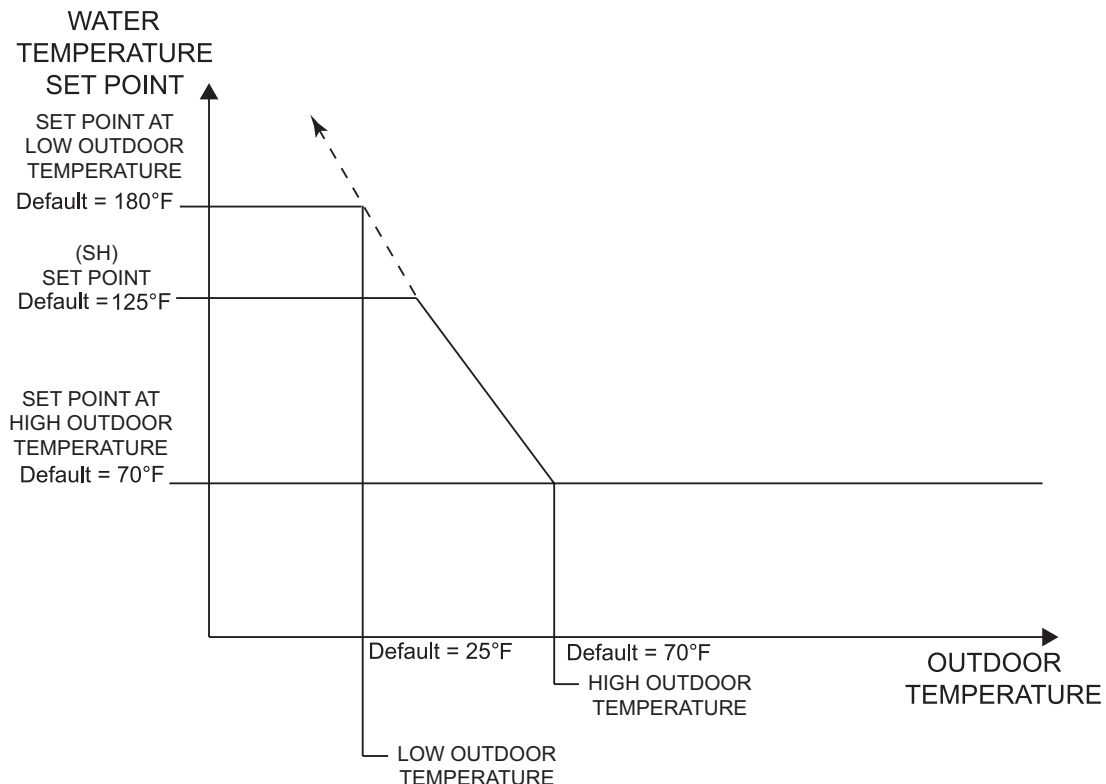 WATER
TEMPERATURE
SET POINT
SET POINT AT
LOW OUTDOOR
TEMPERATURE
Default = 180°F
(SH)
SET POINT
Default = 125°F
SET POINT AT
HIGH OUTDOOR
TEMPERATURE
Default = 70°F
Default = 25°F
Default = 70°F
HIGH OUTDOOR
TEMPERATURE
OUTDOOR
TEMPERATURE
LOW OUTDOOR
TEMPERATURE